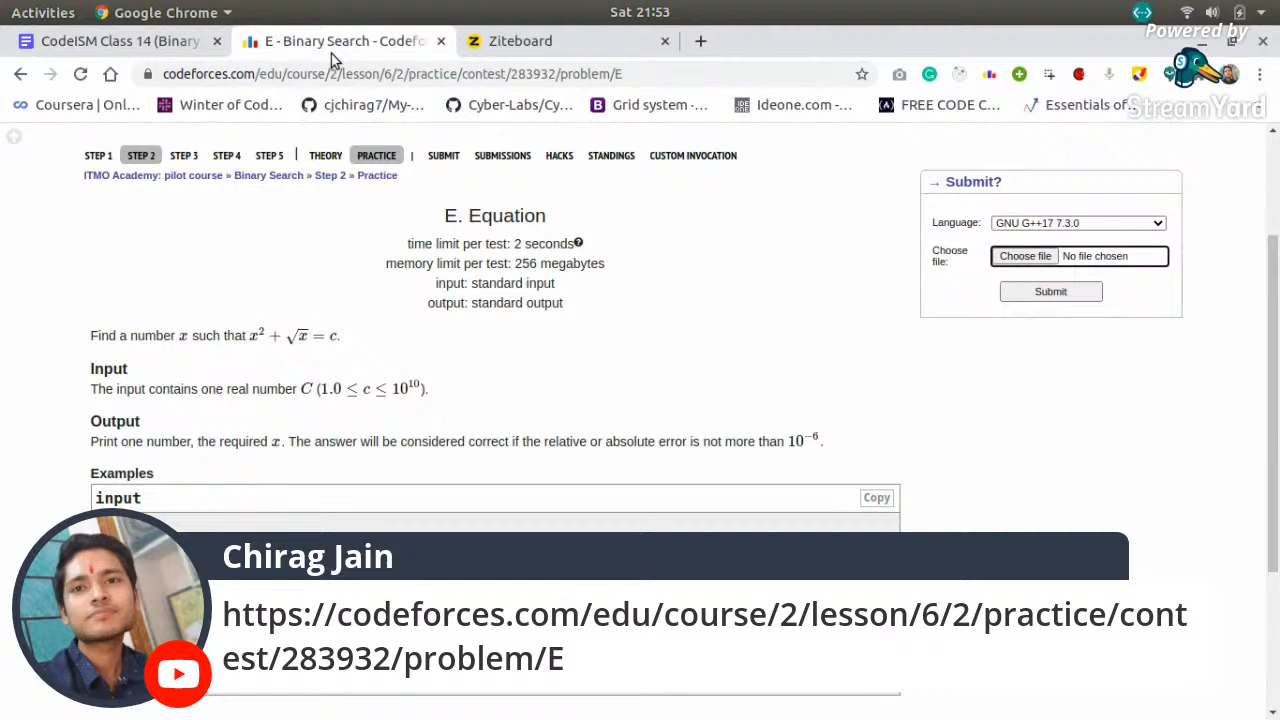 Activities
Google Chrome
Sat 21:53
CodeISM Class 14 (Binary
E - Binary Search - Codefo
Ziteboard
Powered by
StreamYard
codeforces.com/edu/course/2/lesson/6/2/practice/contest/283932/problem/E
Coursera | Onl...
Winter of Cod...
cjchirag7/My-...
Cyber-Labs/Cy...
Grid system -...
Ideone.com -...
FREE CODE C...
Essentials of
STEP 1 STEP 2 STEP 3 STEP 4 STEP 5 | THEORY PRACTICE | SUBMIT SUBMISSIONS HACKS STANDINGS CUSTOM INVOCATION
ITMO Academy: pilot course » Binary Search » Step 2 » Practice
E. Equation
time limit per test: 2 seconds
memory limit per test: 256 megabytes
input: standard input
output: standard output
Find a number x such that x² + √x = c.
Input
The input contains one real number C (1.0 ≤ c ≤ 10¹⁰).
Output
Print one number, the required x. The answer will be considered correct if the relative or absolute error is not more than 10⁻⁶.
Examples
input
Copy
→ Submit?
Language: GNU G++17 7.3.0
Choose file: Choose file No file chosen
Submit
Chirag Jain
https://codeforces.com/edu/course/2/lesson/6/2/practice/cont
est/283932/problem/E